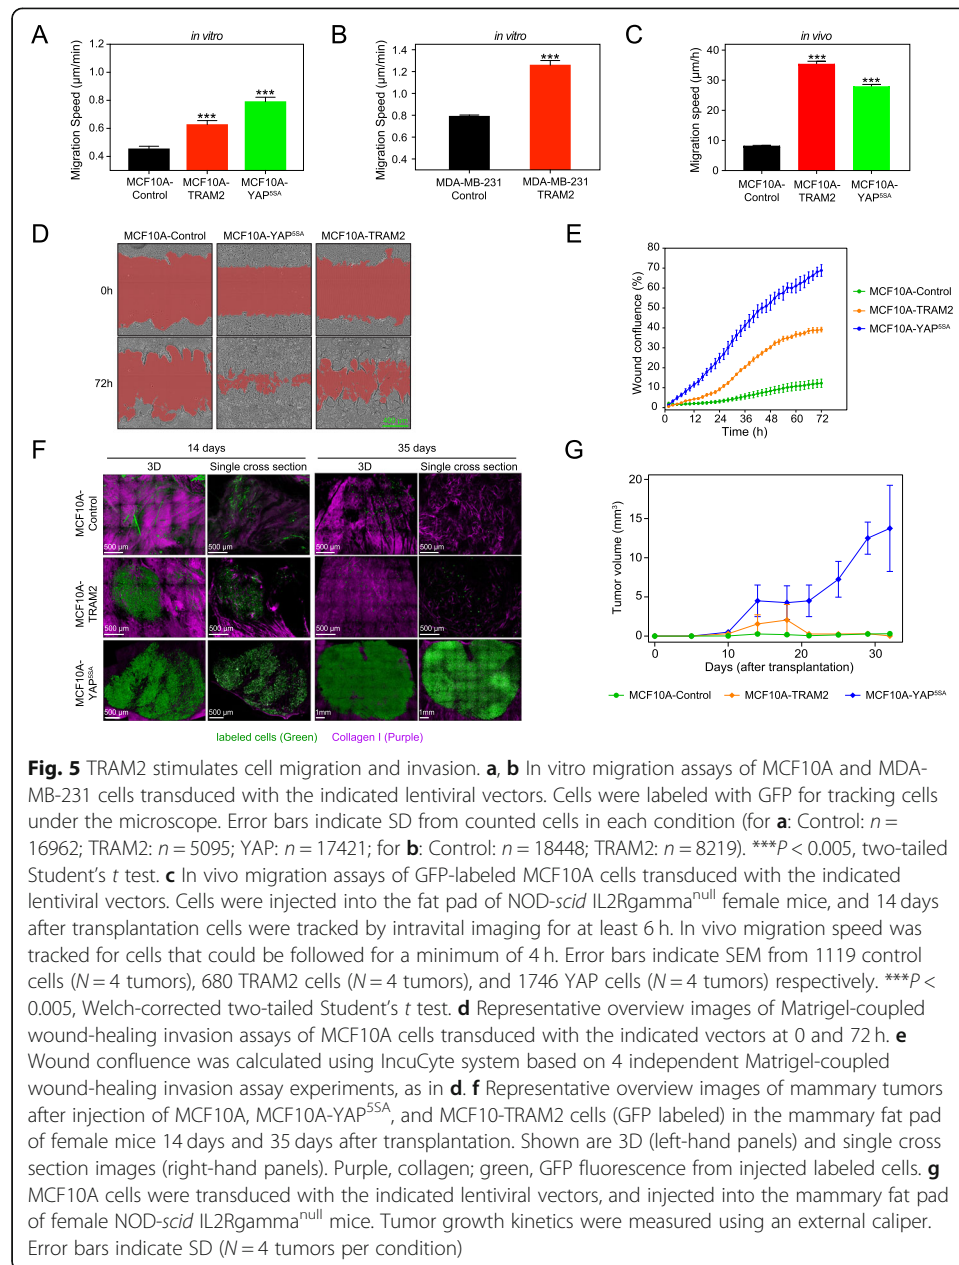 A
in vitro
Migration Speed (µm/min)
1.2
1.0
0.8
0.6
0.4
***
***
MCF10A-
Control
MCF10A-
TRAM2
MCF10A-
YAP5SA
B
in vitro
Migration Speed (µm/min)
1.4
1.2
1.0
0.8
0.6
0.4
***
MDA-MB-231
Control
MDA-MB-231
TRAM2
C
in vivo
Migration speed (µm/h)
40
30
20
10
0
***
***
MCF10A-
Control
MCF10A-
TRAM2
MCF10A-
YAP5SA
D
MCF10A-Control
MCF10A-YAP5SA
MCF10A-TRAM2
0h
72h
E
Wound confluence (%)
80
70
60
50
40
30
20
10
0
0 12 24 36 48 60 72
Time (h)
MCF10A-Control
MCF10A-TRAM2
MCF10A-YAP5SA
F
14 days
35 days
3D
Single cross section
3D
Single cross section
MCF10A-
Control
500 µm
500 µm
500 µm
500 µm
MCF10A-
TRAM2
500 µm
500 µm
500 µm
500 µm
MCF10A-
YAP5SA
500 µm
500 µm
1mm
1mm
labeled cells (Green) Collagen I (Purple)
G
Tumor volume (mm³)
20
15
10
5
0
0 10 20 30
Days (after transplantation)
MCF10A-Control
MCF10A-TRAM2
MCF10A-YAP5SA
Fig. 5 TRAM2 stimulates cell migration and invasion. a, b In vitro migration assays of MCF10A and MDA-
MB-231 cells transduced with the indicated lentiviral vectors. Cells were labeled with GFP for tracking cells
under the microscope. Error bars indicate SD from counted cells in each condition (for a: Control: n =
16962; TRAM2: n = 5095; YAP: n = 17421; for b: Control: n = 18448; TRAM2: n = 8219). ***P < 0.005, two-tailed
Student's t test. c In vivo migration assays of GFP-labeled MCF10A cells transduced with the indicated
lentiviral vectors. Cells were injected into the fat pad of NOD-scid IL2Rgammanull female mice, and 14 days
after transplantation cells were tracked by intravital imaging for at least 6 h. In vivo migration speed was
tracked for cells that could be followed for a minimum of 4 h. Error bars indicate SEM from 1119 control
cells (N = 4 tumors), 680 TRAM2 cells (N = 4 tumors), and 1746 YAP cells (N = 4 tumors) respectively. ***P <
0.005, Welch-corrected two-tailed Student's t test. d Representative overview images of Matrigel-coupled
wound-healing invasion assays of MCF10A cells transduced with the indicated vectors at 0 and 72 h. e
Wound confluence was calculated using IncuCyte system based on 4 independent Matrigel-coupled
wound-healing invasion assay experiments, as in d. f Representative overview images of mammary tumors
after injection of MCF10A, MCF10A-YAP5SA, and MCF10-TRAM2 cells (GFP labeled) in the mammary fat pad
of female mice 14 days and 35 days after transplantation. Shown are 3D (left-hand panels) and single cross
section images (right-hand panels). Purple, collagen; green, GFP fluorescence from injected labeled cells. g
MCF10A cells were transduced with the indicated lentiviral vectors, and injected into the mammary fat pad
of female NOD-scid IL2Rgammanull mice. Tumor growth kinetics were measured using an external caliper.
Error bars indicate SD (N = 4 tumors per condition)